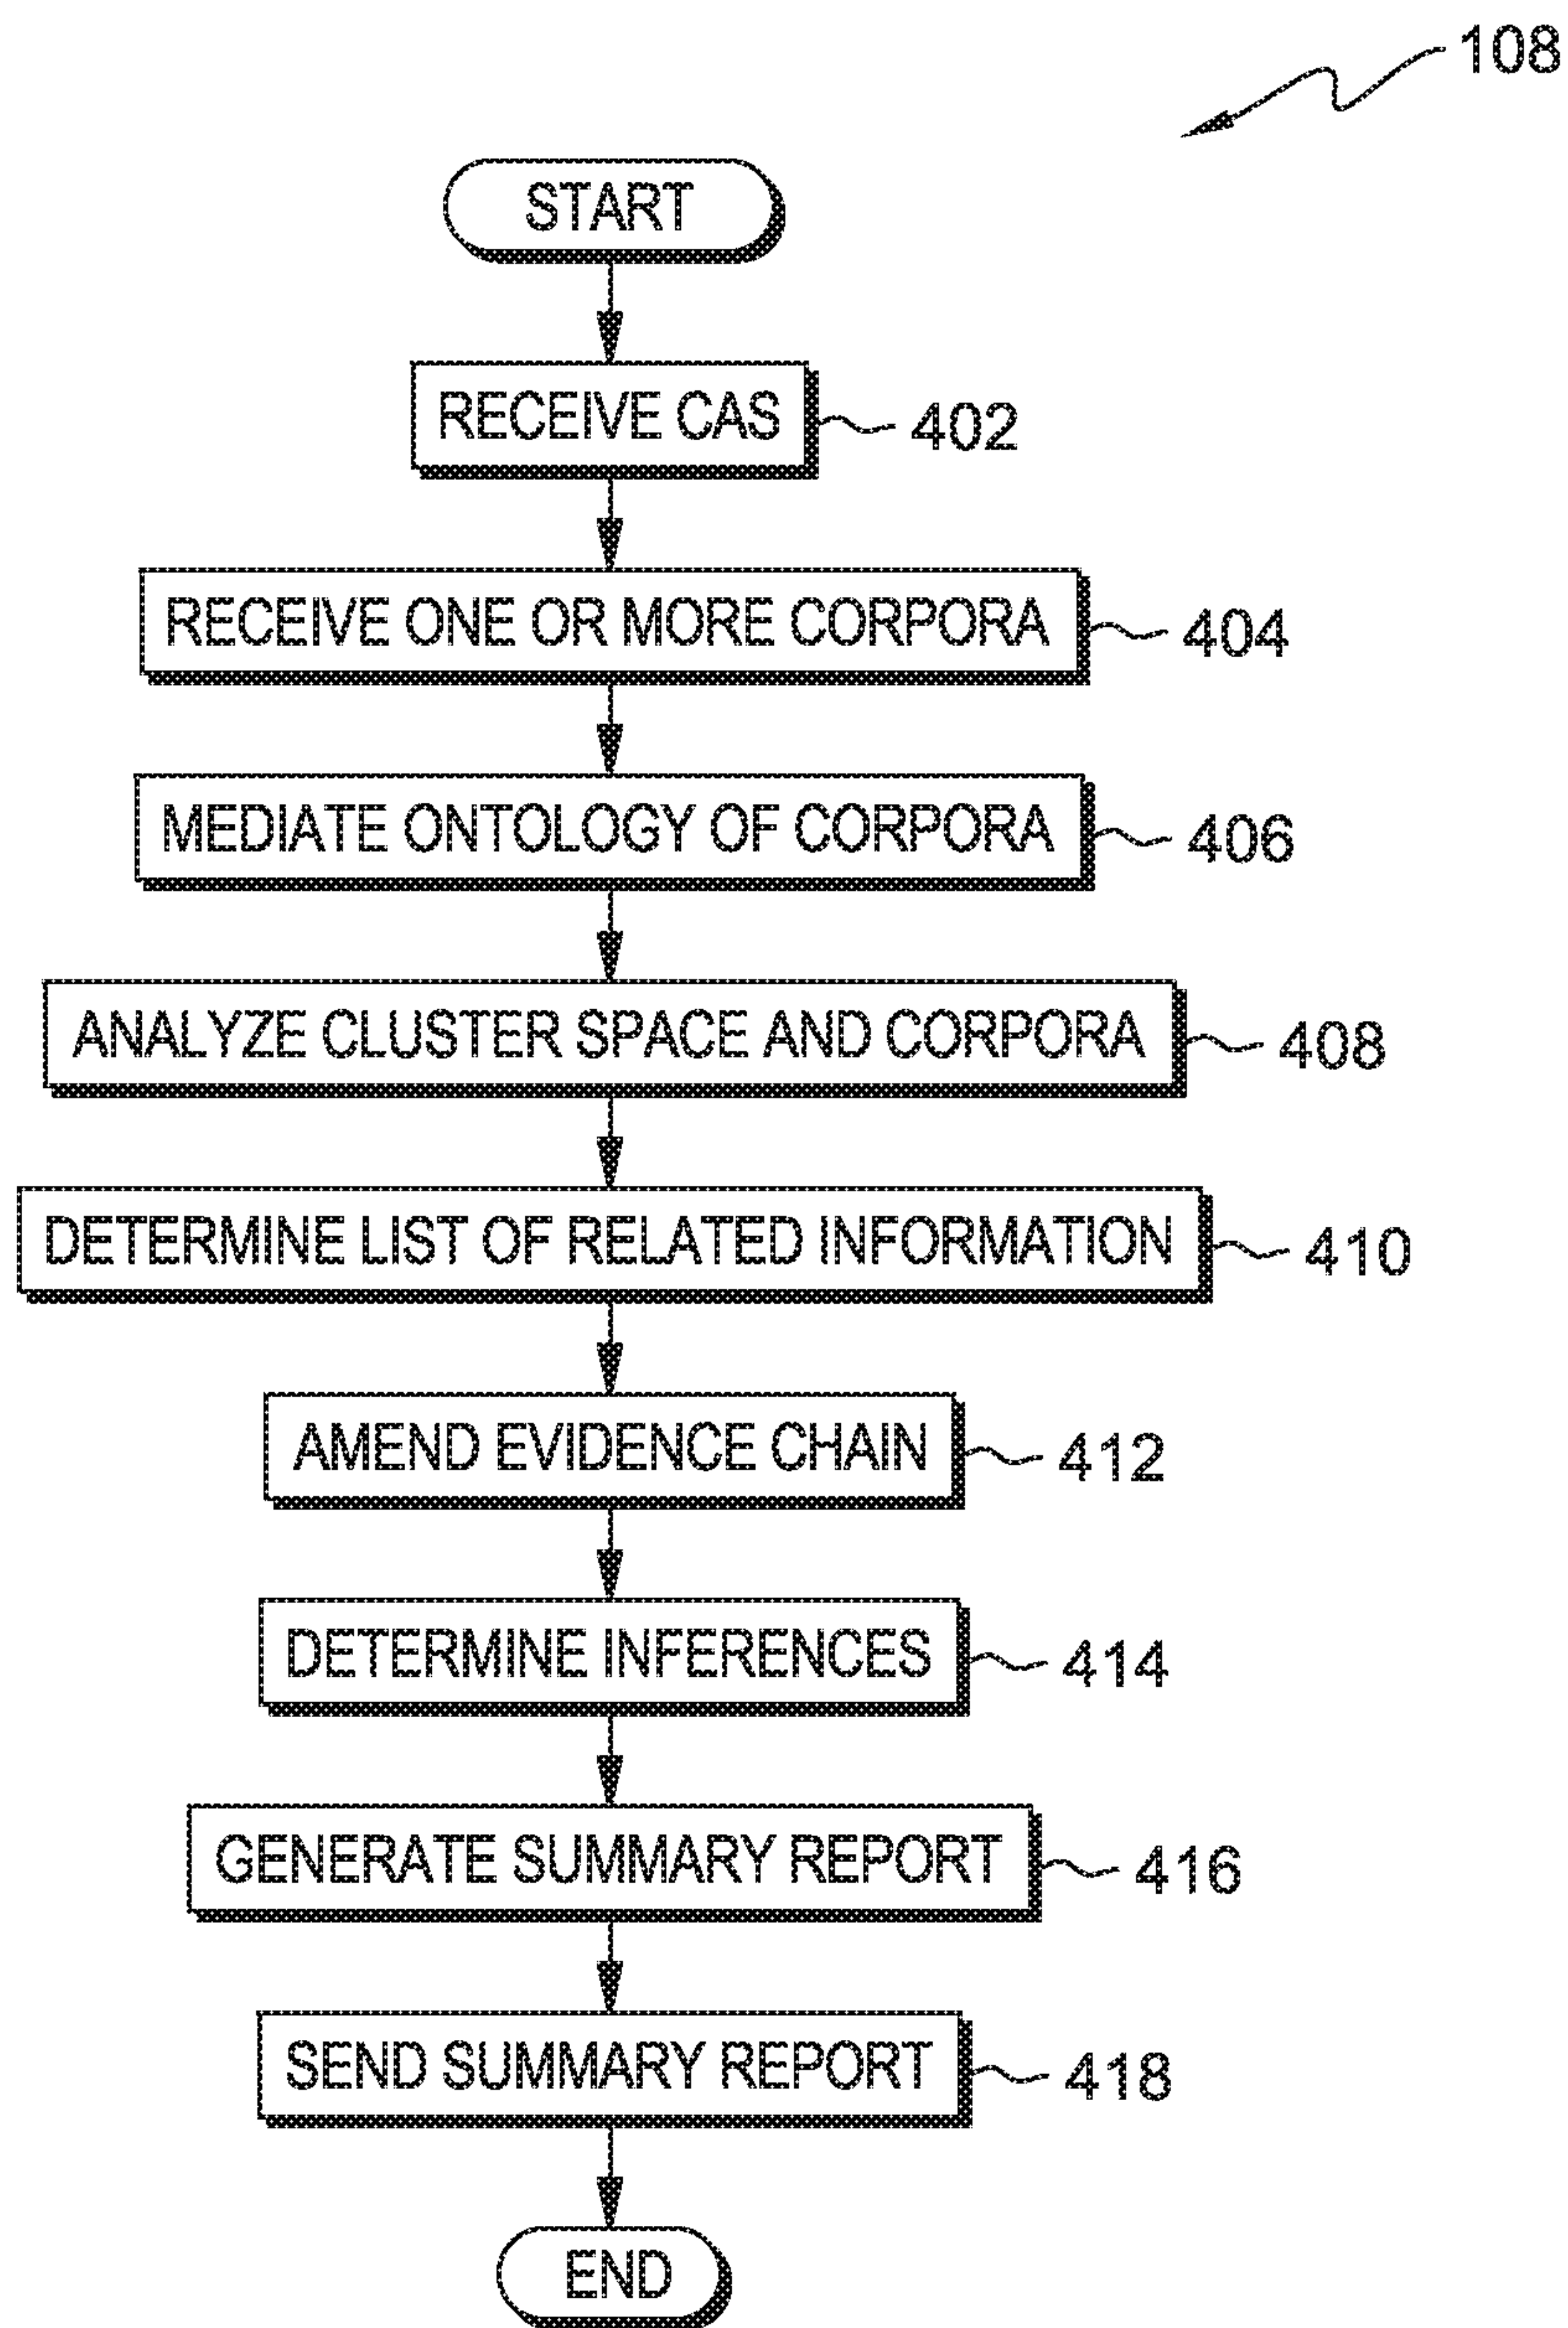 108
START
RECEIVE CAS
402
RECEIVE ONE OR MORE CORPORA
404
MEDIATE ONTOLOGY OF CORPORA
406
ANALYZE CLUSTER SPACE AND CORPORA
408
DETERMINE LIST OF RELATED INFORMATION
410
AMEND EVIDENCE CHAIN
412
DETERMINE INFERENCES
414
GENERATE SUMMARY REPORT
416
SEND SUMMARY REPORT
418
END